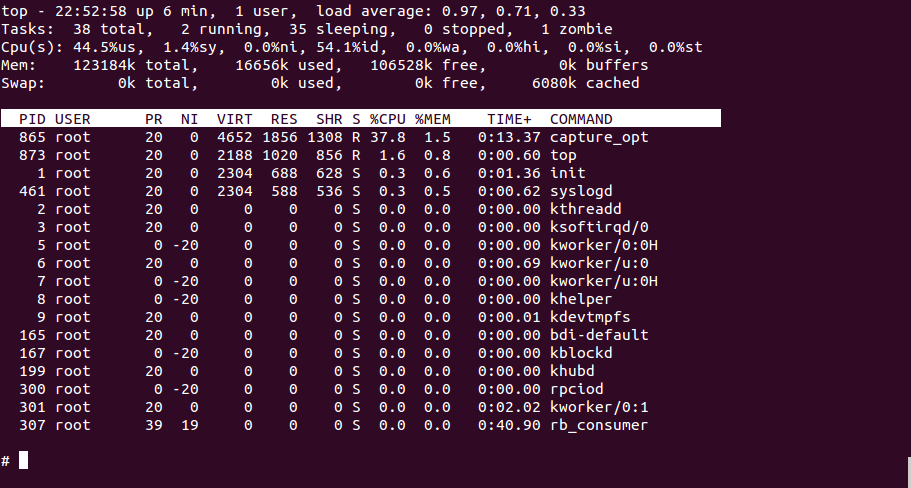 top - 22:52:58 up 6 min,  1 user,  load average: 0.97, 0.71, 0.33
Tasks:  38 total,   2 running,  35 sleeping,   0 stopped,   1 zombie
Cpu(s): 44.5%us,  1.4%sy,  0.0%ni, 54.1%id,  0.0%wa,  0.0%hi,  0.0%si,  0.0%st
Mem:    123184k total,    16656k used,   106528k free,        0k buffers
Swap:        0k total,        0k used,        0k free,     6080k cached

  PID USER      PR  NI  VIRT  RES  SHR S %CPU %MEM    TIME+  COMMAND
  865 root      20   0  4652 1856 1308 R 37.8  1.5   0:13.37 capture_opt
  873 root      20   0  2188 1020  856 R  1.6  0.8   0:00.60 top
    1 root      20   0  2304  688  628 S  0.3  0.6   0:01.36 init
  461 root      20   0  2304  588  536 S  0.3  0.5   0:00.62 syslogd
    2 root      20   0     0    0    0 S  0.0  0.0   0:00.00 kthreadd
    3 root      20   0     0    0    0 S  0.0  0.0   0:00.00 ksoftirqd/0
    5 root       0 -20     0    0    0 S  0.0  0.0   0:00.00 kworker/0:0H
    6 root      20   0     0    0    0 S  0.0  0.0   0:00.69 kworker/u:0
    7 root       0 -20     0    0    0 S  0.0  0.0   0:00.00 kworker/u:0H
    8 root       0 -20     0    0    0 S  0.0  0.0   0:00.00 khelper
    9 root      20   0     0    0    0 S  0.0  0.0   0:00.01 kdevtmpfs
  165 root      20   0     0    0    0 S  0.0  0.0   0:00.00 bdi-default
  167 root       0 -20     0    0    0 S  0.0  0.0   0:00.00 kblockd
  199 root      20   0     0    0    0 S  0.0  0.0   0:00.00 khubd
  300 root       0 -20     0    0    0 S  0.0  0.0   0:00.00 rpciod
  301 root      20   0     0    0    0 S  0.0  0.0   0:02.02 kworker/0:1
  307 root      39  19     0    0    0 S  0.0  0.0   0:40.90 rb_consumer

#